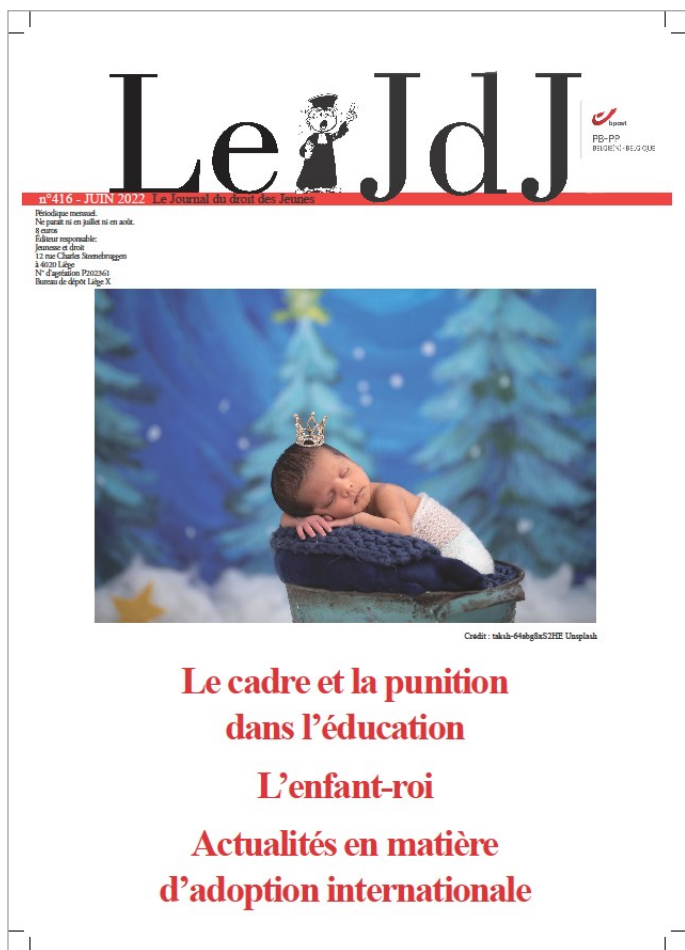 Le JdJ
bpost
PB-PP
BELGIE(N) - BELGIQUE
n°416 - JUIN 2022 Le Journal du droit des Jeunes
Périodique mensuel.
Ne paraît ni en juillet ni en août.
8 euros
Éditeur responsable:
Jeunesse et droit
12 rue Charles Steenebruggen
à 4020 Liège
N° d'agréation P202361
Bureau de dépôt Liège X
Crédit : taksh-64sbg8xS2HE Unsplash
Le cadre et la punition
dans l'éducation
L'enfant-roi
Actualités en matière
d'adoption internationale